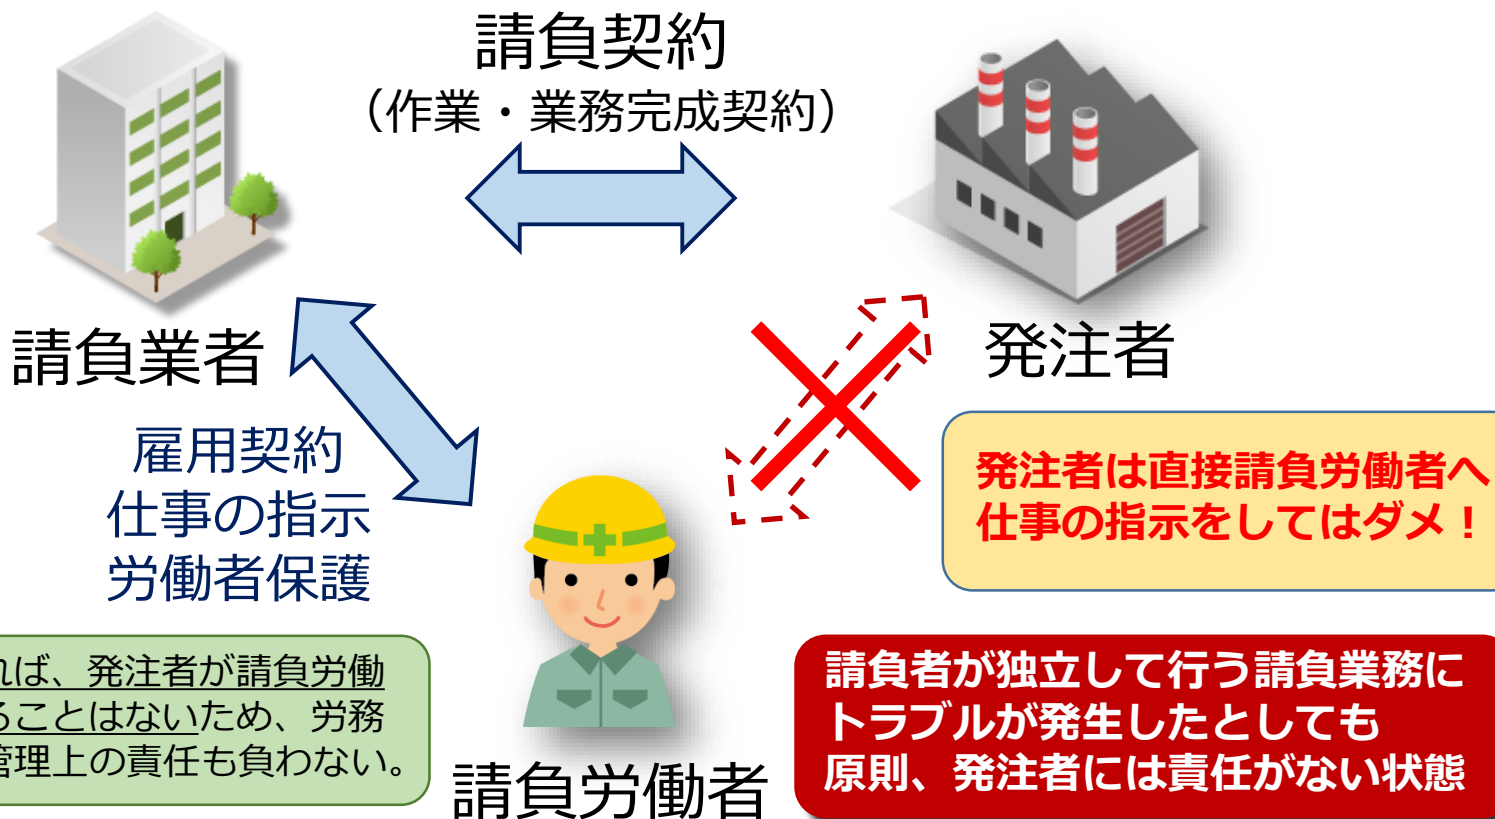 請負契約
（作業・業務完成契約）
請負業者
発注者
雇用契約
仕事の指示
労働者保護
発注者は直接請負労働者へ
仕事の指示をしてはダメ！
れば、発注者が請負労働
ることはないため、労務
管理上の責任も負わない。
請負労働者
請負者が独立して行う請負業務に
トラブルが発生したとしても
原則、発注者には責任がない状態